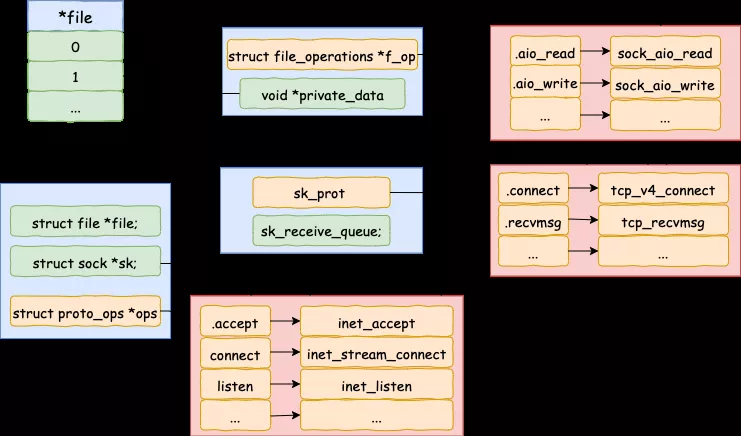 *file
0
1
...
struct file_operations *f_op
void *private_data
.aio_read
sock_aio_read
.aio_write
sock_aio_write
...
...
sk_prot
sk_receive_queue;
.connect
tcp_v4_connect
.recvmsg
tcp_recvmsg
...
...
struct file *file;
struct sock *sk;
struct proto_ops *ops
.accept
inet_accept
connect
inet_stream_connect
listen
inet_listen
...
...